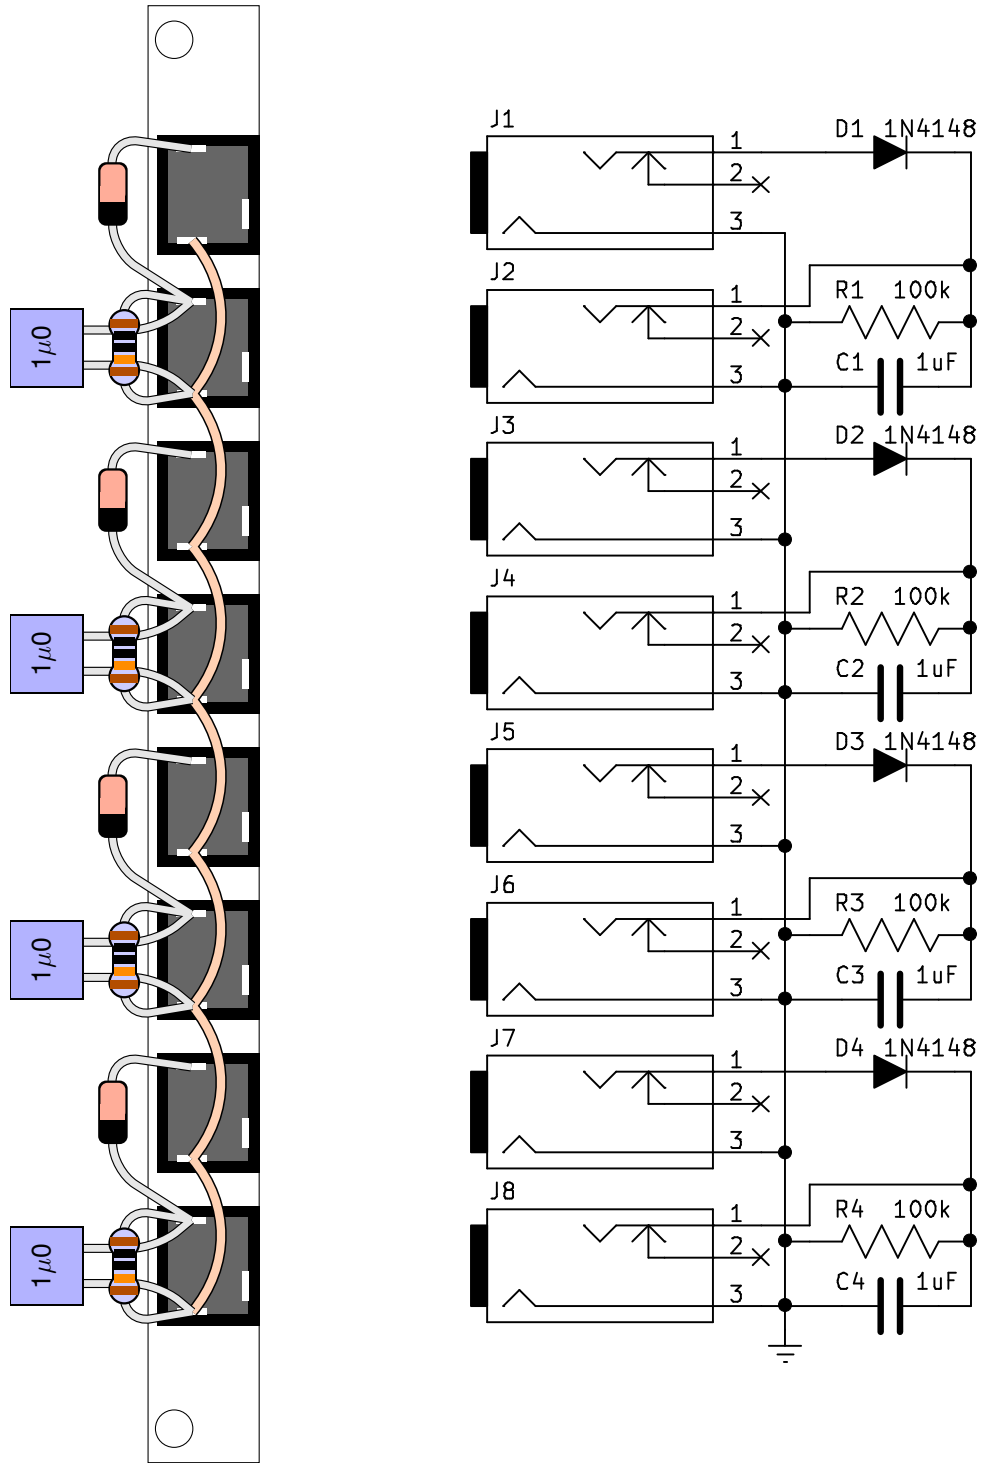 J1
1
D1 1N4148
2
3
J2
1
R1 100k
2
1µ0
C1 1uF
3
J3
D2 1N4148
1
2
3
J4
1
R2 100k
2
1µ0
C2 1uF
3
J5
D3 1N4148
1
2
3
J6
1
R3 100k
2
1µ0
C3 1uF
3
J7
D4 1N4148
1
2
3
J8
1
R4 100k
2
1µ0
C4 1uF
3